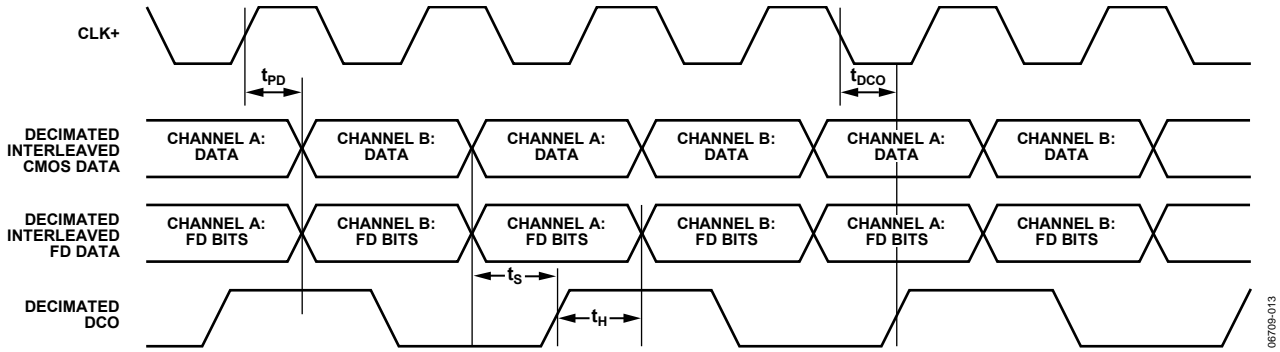 CLK+
tPD
tDCO
DECIMATED
INTERLEAVED
CMOS DATA
CHANNEL A:
DATA
CHANNEL B:
DATA
CHANNEL A:
DATA
CHANNEL B:
DATA
CHANNEL A:
DATA
CHANNEL B:
DATA
DECIMATED
INTERLEAVED
FD DATA
CHANNEL A:
FD BITS
CHANNEL B:
FD BITS
CHANNEL A:
FD BITS
CHANNEL B:
FD BITS
CHANNEL A:
FD BITS
CHANNEL B:
FD BITS
tS
DECIMATED
DCO
tH
06709-013